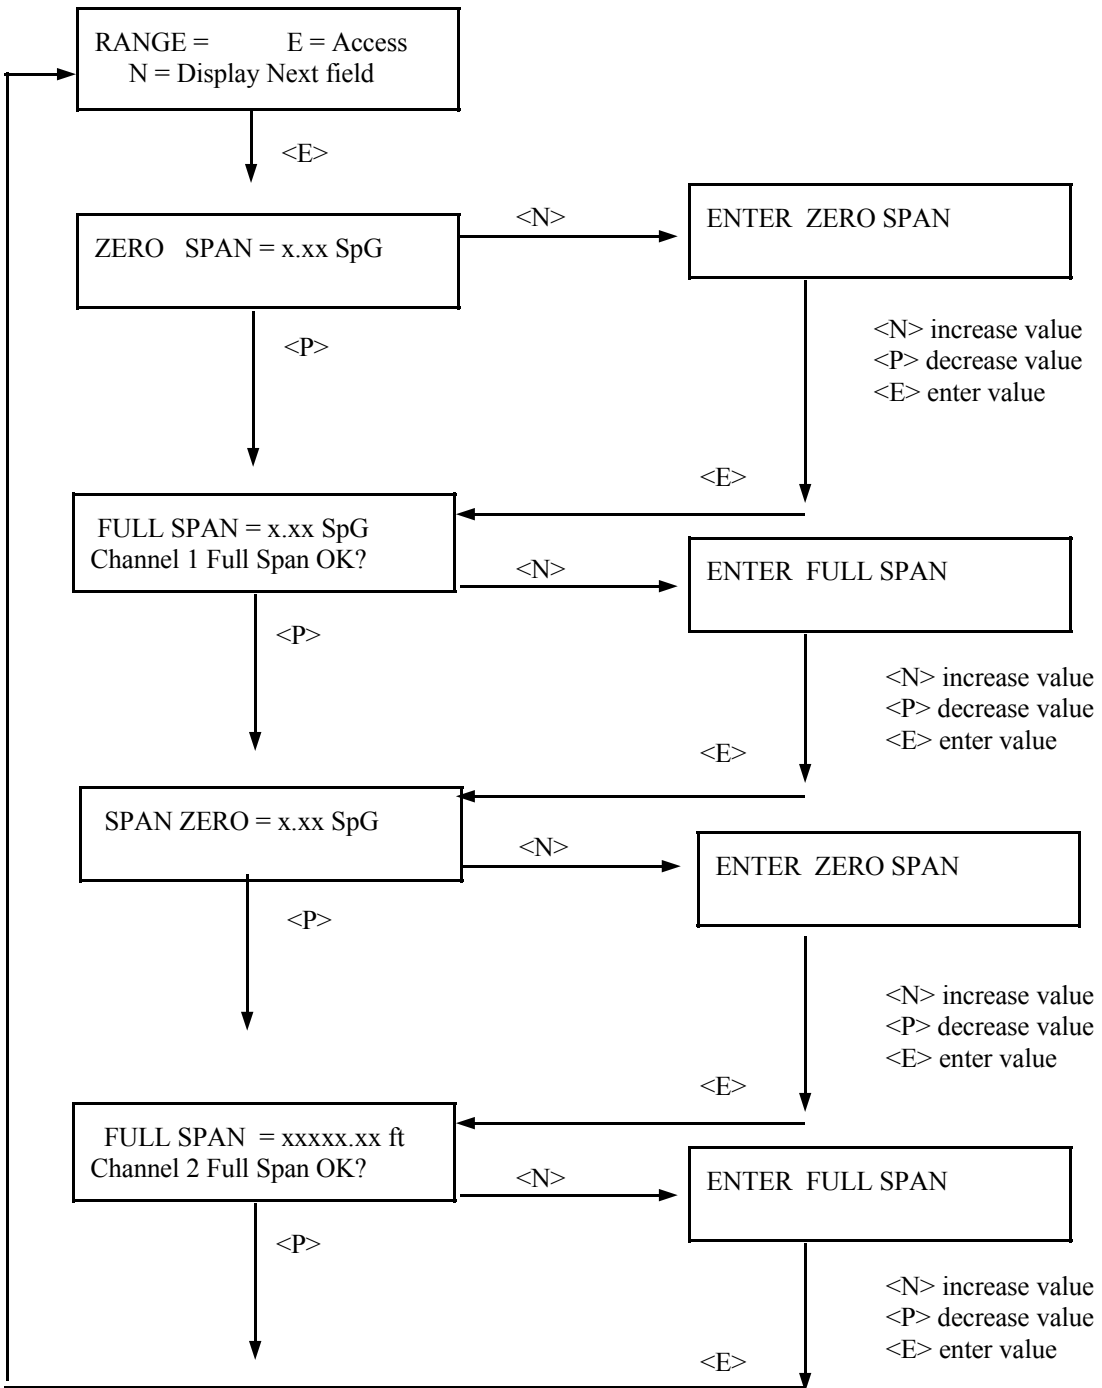 RANGE = E = Access
N = Display Next field
<E>
ZERO SPAN = x.xx SpG
<N>
ENTER ZERO SPAN
<P>
<N> increase value
<P> decrease value
<E> enter value
<E>
FULL SPAN = x.xx SpG
Channel 1 Full Span OK?
<N>
ENTER FULL SPAN
<P>
<N> increase value
<P> decrease value
<E> enter value
<E>
SPAN ZERO = x.xx SpG
<N>
ENTER ZERO SPAN
<P>
<N> increase value
<P> decrease value
<E> enter value
<E>
FULL SPAN = xxxxx.xx ft
Channel 2 Full Span OK?
<N>
ENTER FULL SPAN
<P>
<N> increase value
<P> decrease value
<E> enter value
<E>